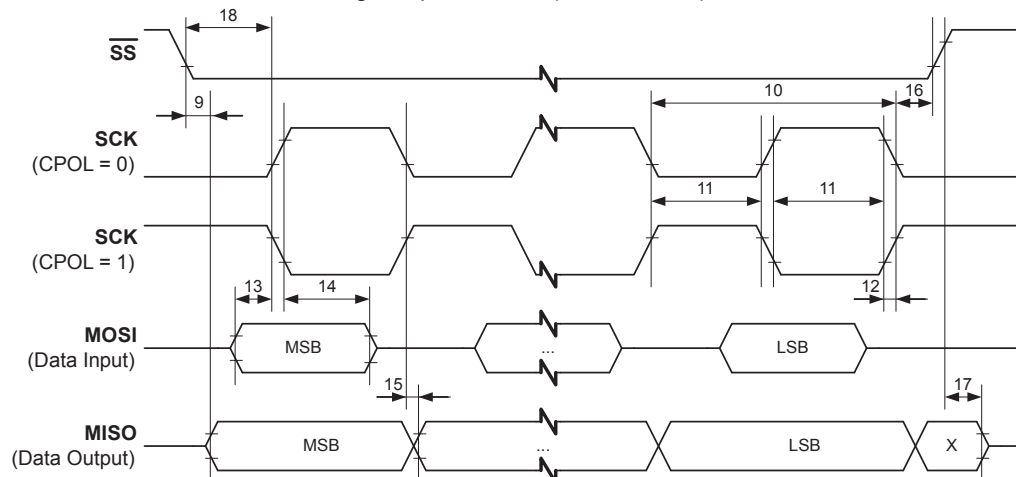 18
SS
9
10
16
SCK
(CPOL = 0)
11
11
SCK
(CPOL = 1)
13
14
12
MOSI
(Data Input)
MSB
...
LSB
15
17
MISO
(Data Output)
MSB
...
LSB
X